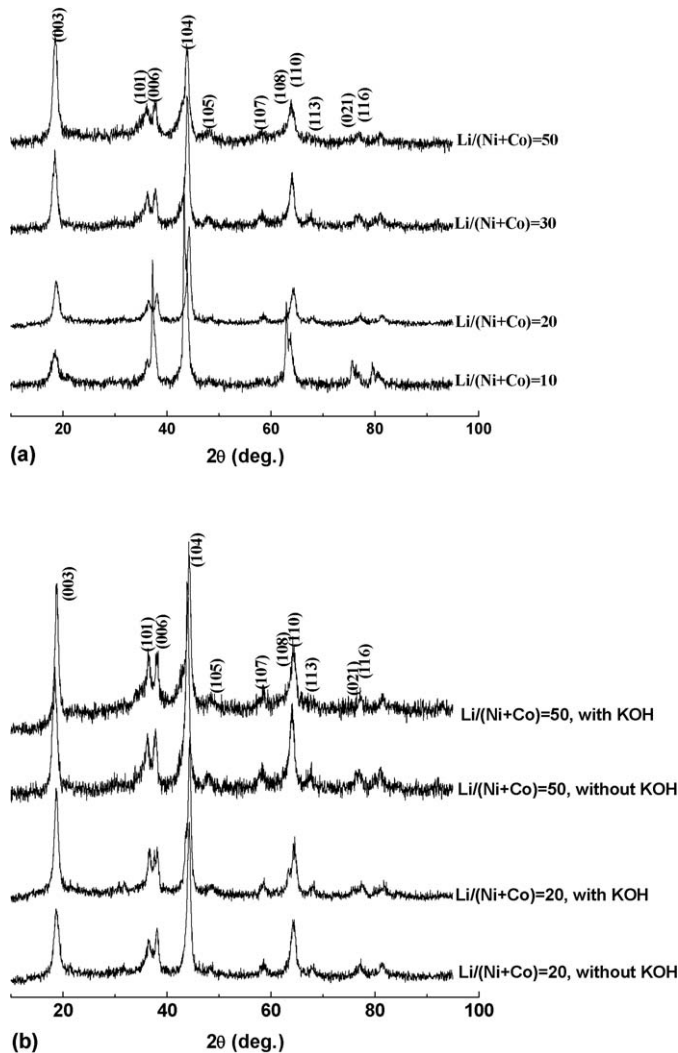 (003) (101) (006) (104) (105) (107) (108) (110) (113) (021) (116)
Li/(Ni+Co)=50
Li/(Ni+Co)=30
Li/(Ni+Co)=20
Li/(Ni+Co)=10
20 40 60 80 100
(a) 2θ (deg.)
(003) (101) (006) (104) (105) (107) (108) (110) (113) (021) (116)
Li/(Ni+Co)=50, with KOH
Li/(Ni+Co)=50, without KOH
Li/(Ni+Co)=20, with KOH
Li/(Ni+Co)=20, without KOH
20 40 60 80 100
(b) 2θ (deg.)